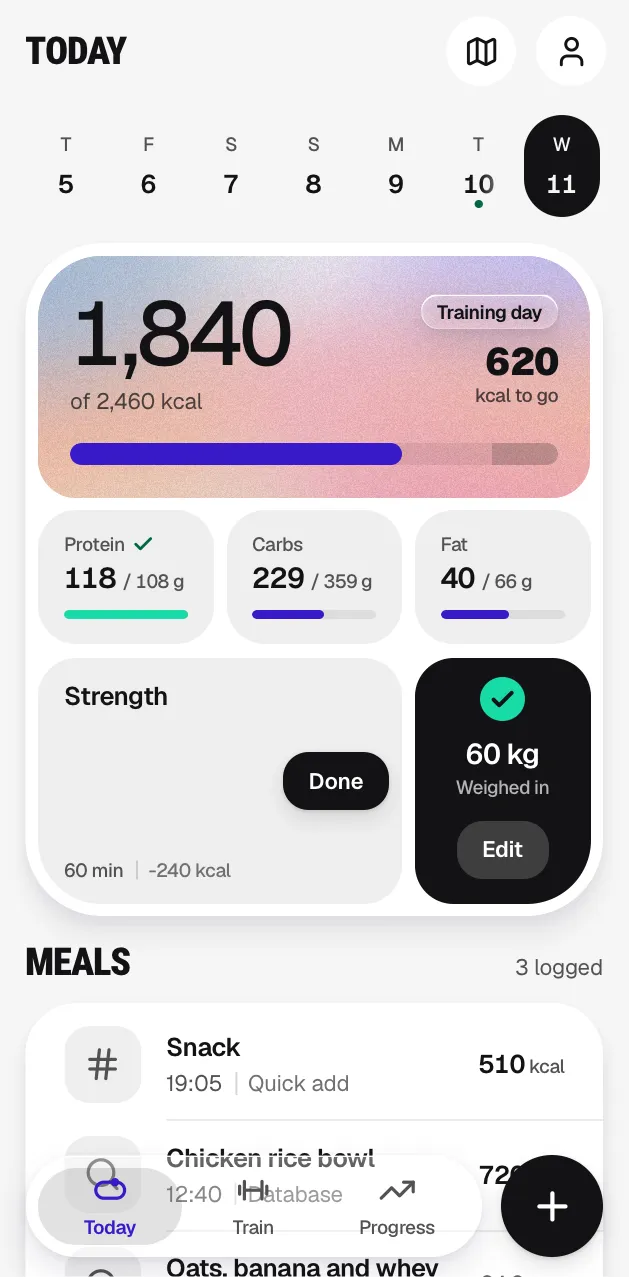 TODAY
T F S S M T W
5 6 7 8 9 10 11
1,840
of 2,460 kcal
Training day
620
kcal to go
Protein
118 / 108 g
Carbs
229 / 359 g
Fat
40 / 66 g
Strength
Done
60 min -240 kcal
60 kg
Weighed in
Edit
MEALS
3 logged
Snack
19:05 Quick add
510 kcal
Chicken rice bowl
12:40 Database
Today
Train
Progress
Oats, banana and whey